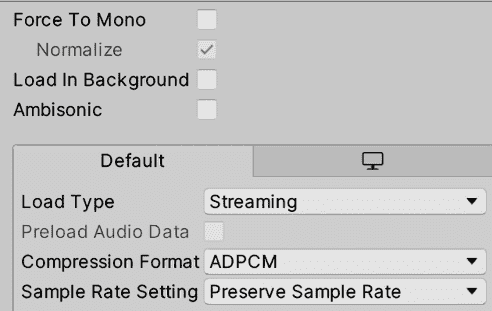 Force To Mono
Normalize
Load In Background
Ambisonic
Default
Load Type Streaming
Preload Audio Data
Compression Format ADPCM
Sample Rate Setting Preserve Sample Rate